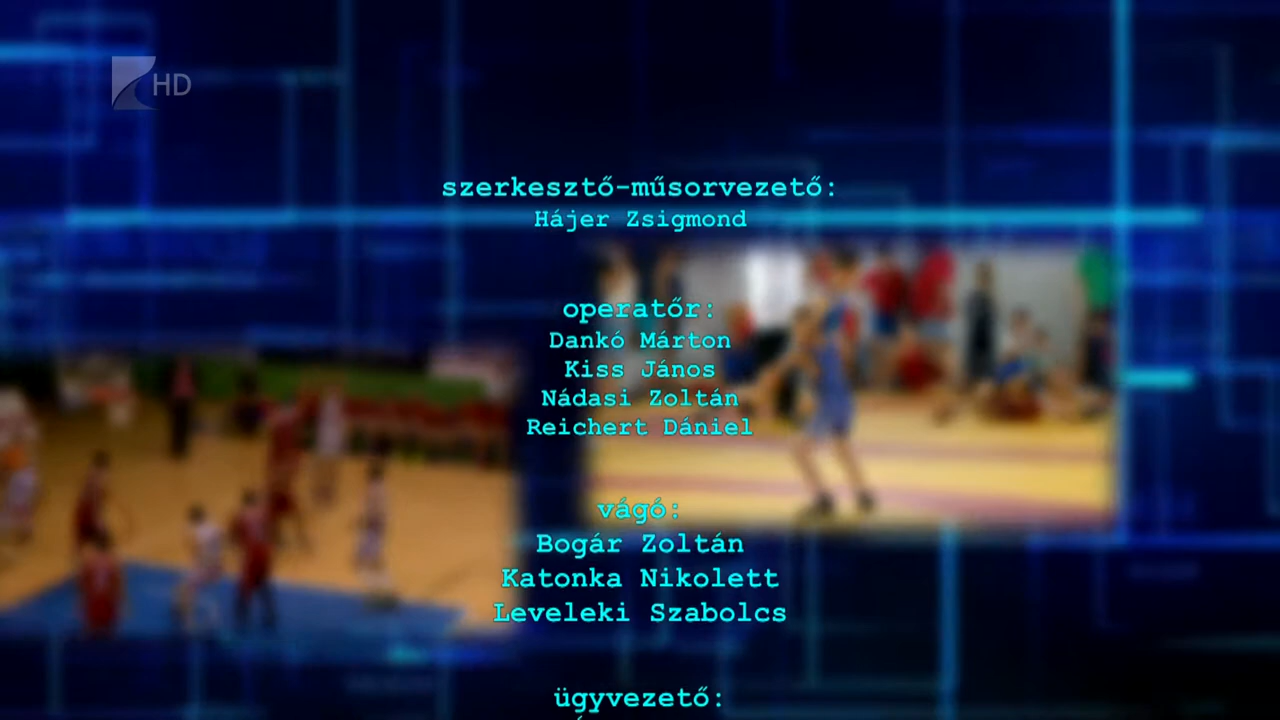 HD
szerkesztő-műsorvezető:
Hájer Zsigmond
operatőr:
Dankó Márton
Kiss János
Nádasi Zoltán
Reichert Dániel
vágó:
Bogár Zoltán
Katonka Nikolett
Leveleki Szabolcs
ügyvezető: